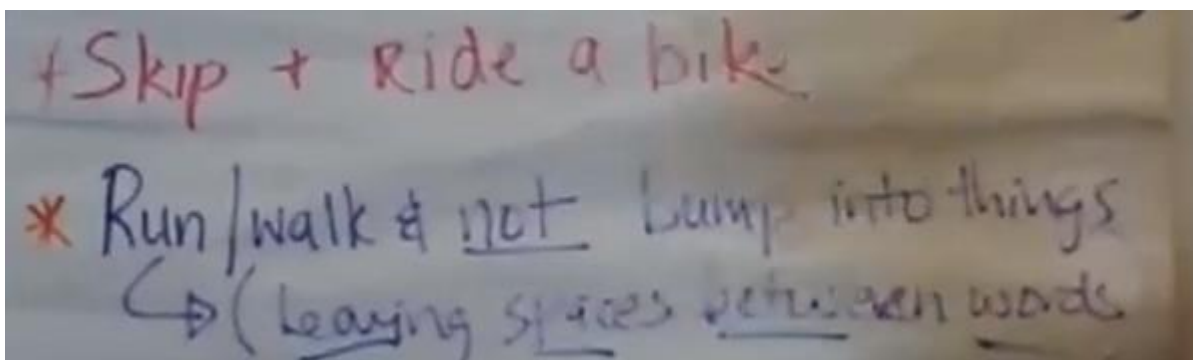 + Skip + Ride a bike
* Run/walk & not bump into things
↳ (Leaving spaces between words